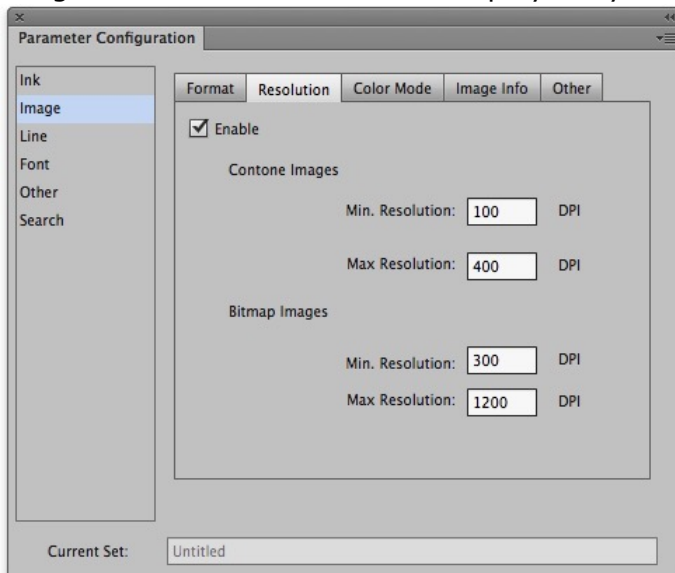 Parameter Configuration
Ink
Image
Line
Font
Other
Search
Format Resolution Color Mode Image Info Other
Enable
Contone Images
Min. Resolution: 100 DPI
Max Resolution: 400 DPI
Bitmap Images
Min. Resolution: 300 DPI
Max Resolution: 1200 DPI
Current Set: Untitled